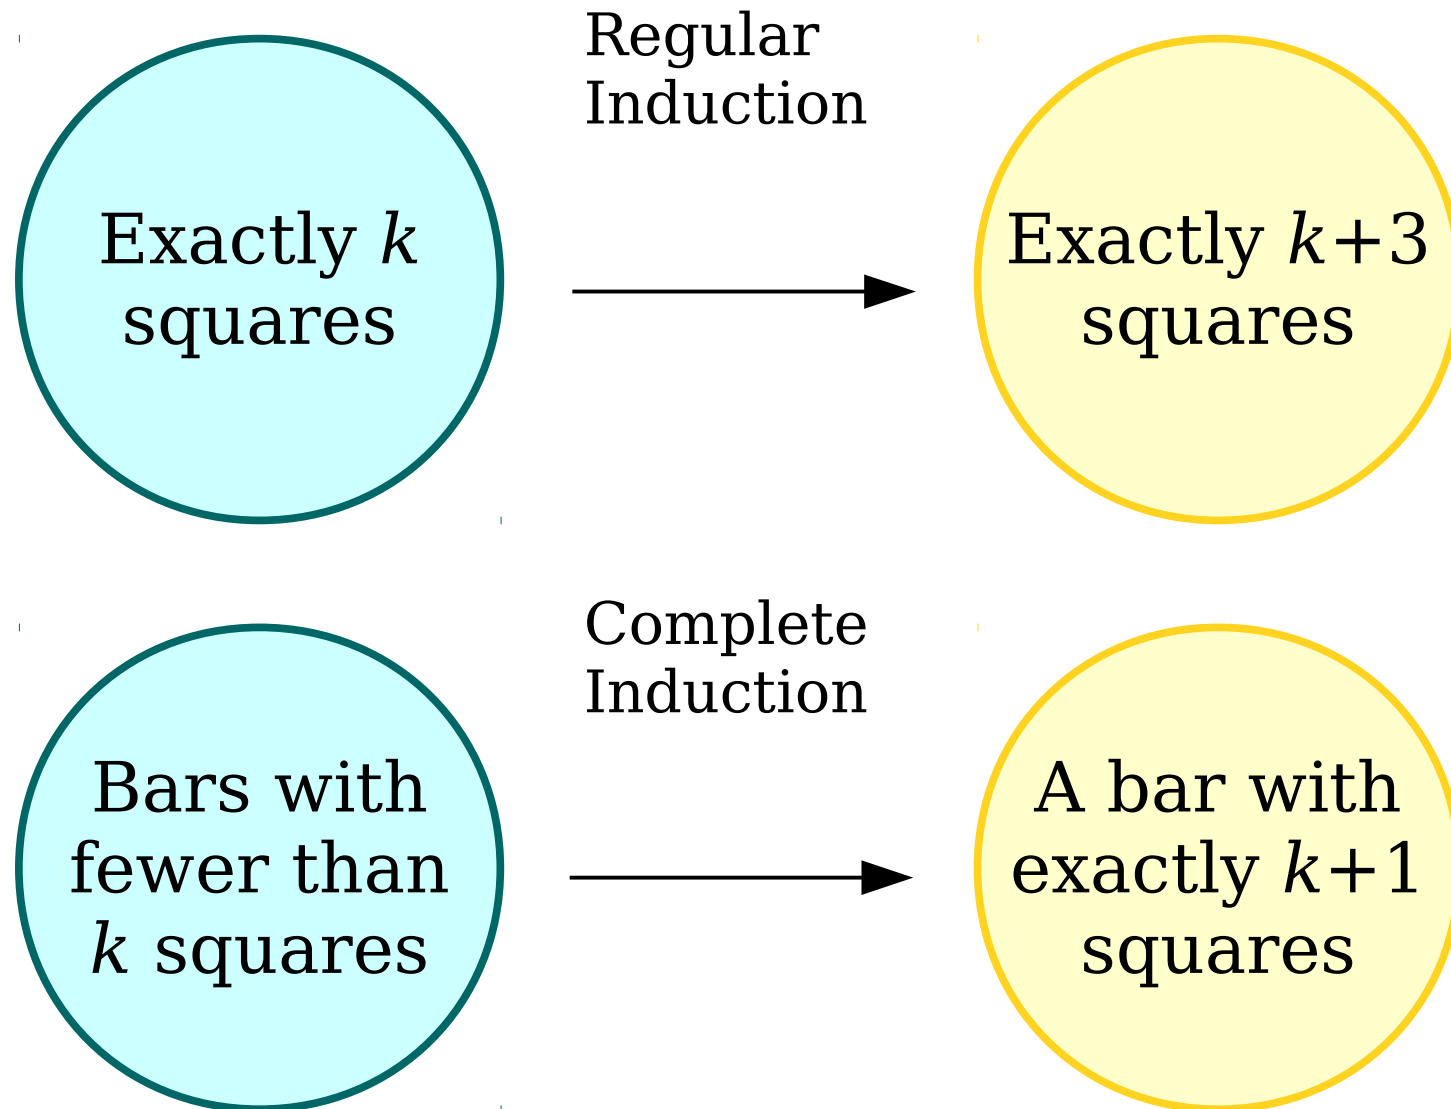 Regular
Induction
Exactly k
squares
Exactly k+3
squares
Complete
Induction
Bars with
fewer than
k squares
A bar with
exactly k+1
squares